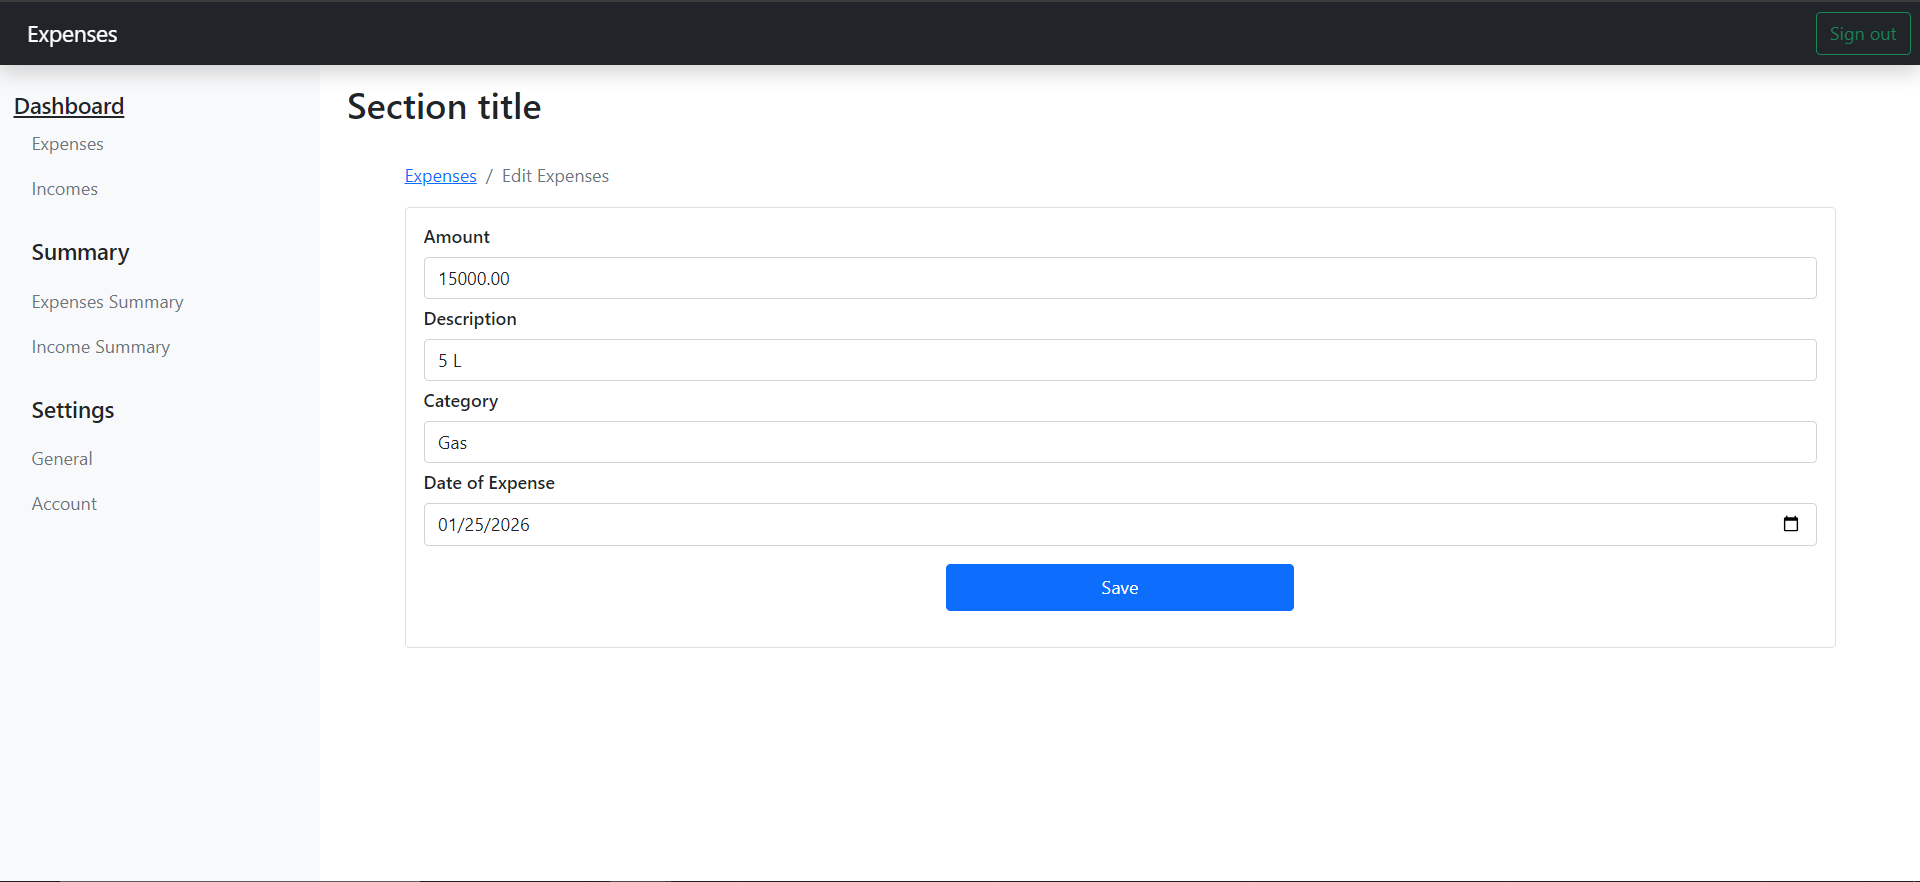 Expenses
Sign out
Dashboard
Expenses
Incomes
Summary
Expenses Summary
Income Summary
Settings
General
Account
Section title
Expenses / Edit Expenses
Amount
15000.00
Description
5 L
Category
Gas
Date of Expense
01/25/2026
Save